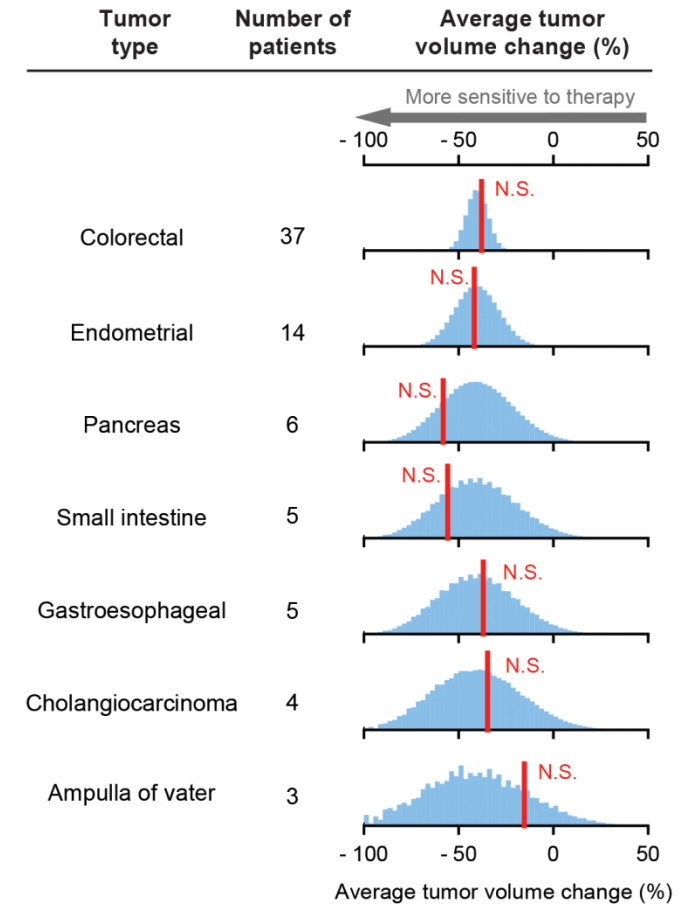 Tumor type Number of patients Average tumor volume change (%)
More sensitive to therapy
- 100 - 50 0 50
N.S.
Colorectal 37
N.S.
Endometrial 14
N.S.
Pancreas 6
N.S.
Small intestine 5
N.S.
Gastroesophageal 5
N.S.
Cholangiocarcinoma 4
N.S.
Ampulla of vater 3
- 100 - 50 0 50
Average tumor volume change (%)